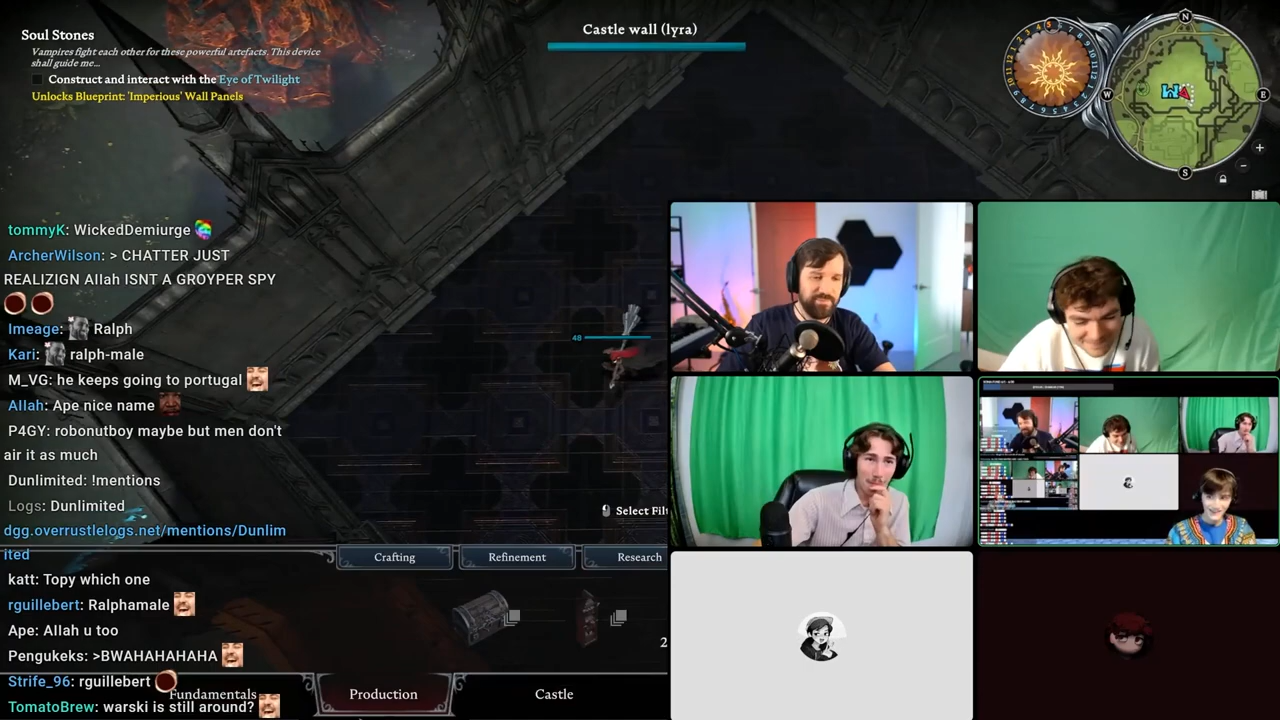 Soul Stones
Vampires fight each other for these powerful artefacts. This device
shall guide me...
Construct and interact with the Eye of Twilight
Unlocks Blueprint: 'Imperious' Wall Panels
Castle wall (lyra)
N
W
E
S
48
tommyK: WickedDemiurge
ArcherWilson: > CHATTER JUST
REALIZIGN Allah ISNT A GROYPER SPY
Imeage: Ralph
Kari: ralph-male
M_VG: he keeps going to portugal
Allah: Ape nice name
P4GY: robonutboy maybe but men don't
air it as much
Dunlimited: !mentions
Logs: Dunlimited
dgg.overrustlelogs.net/mentions/Dunlim
ited
katt: Topy which one
rguillebert: Ralphamale
Ape: Allah u too
Pengukeks: >BWAHAHAHAHA
Strife_96: rguillebert
TomatoBrew: warski is still around?
Select Filt
Crafting
Refinement
Research
2
Fundamentals
Production
Castle